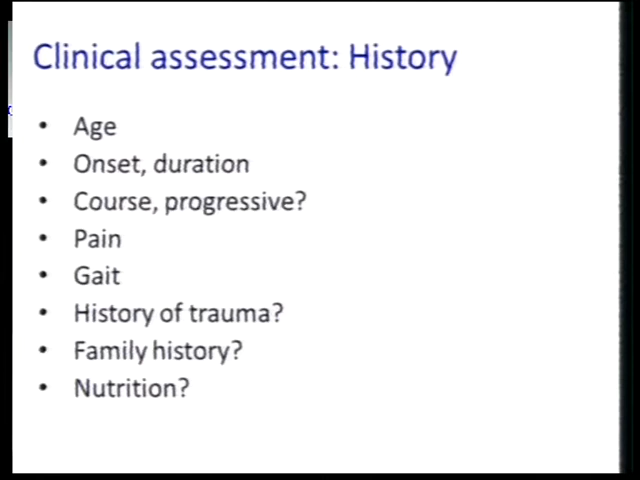 Clinical assessment: History
• Age
• Onset, duration
• Course, progressive?
• Pain
• Gait
• History of trauma?
• Family history?
• Nutrition?